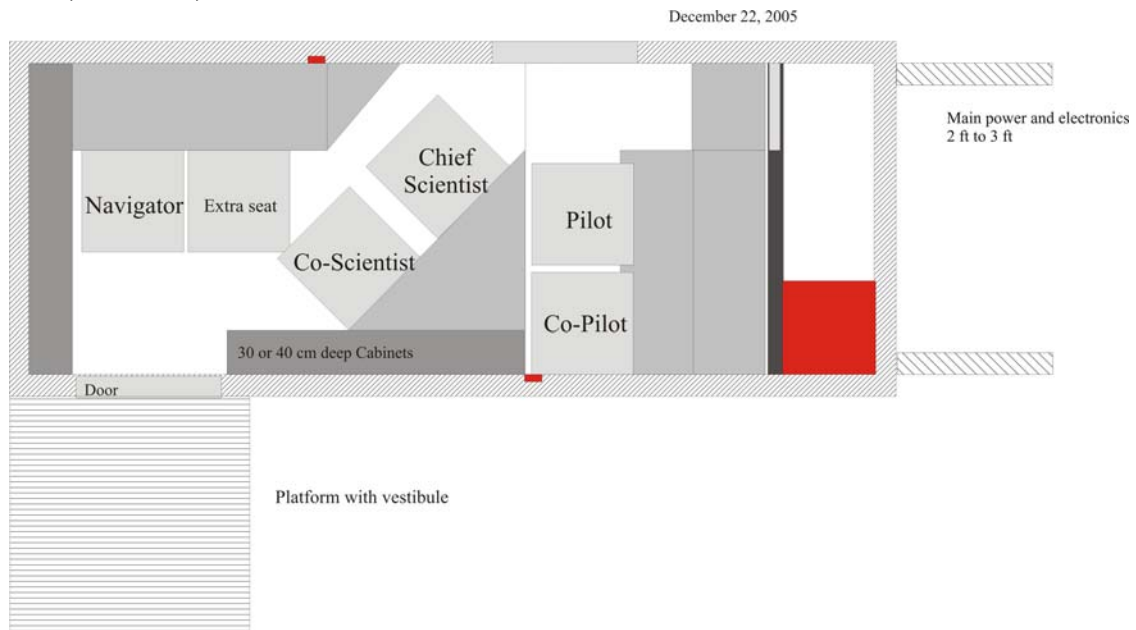 December 22, 2005
Main power and electronics
2 ft to 3 ft
Chief
Scientist
Navigator
Extra seat
Pilot
Co-Scientist
Co-Pilot
30 or 40 cm deep Cabinets
Door
Platform with vestibule